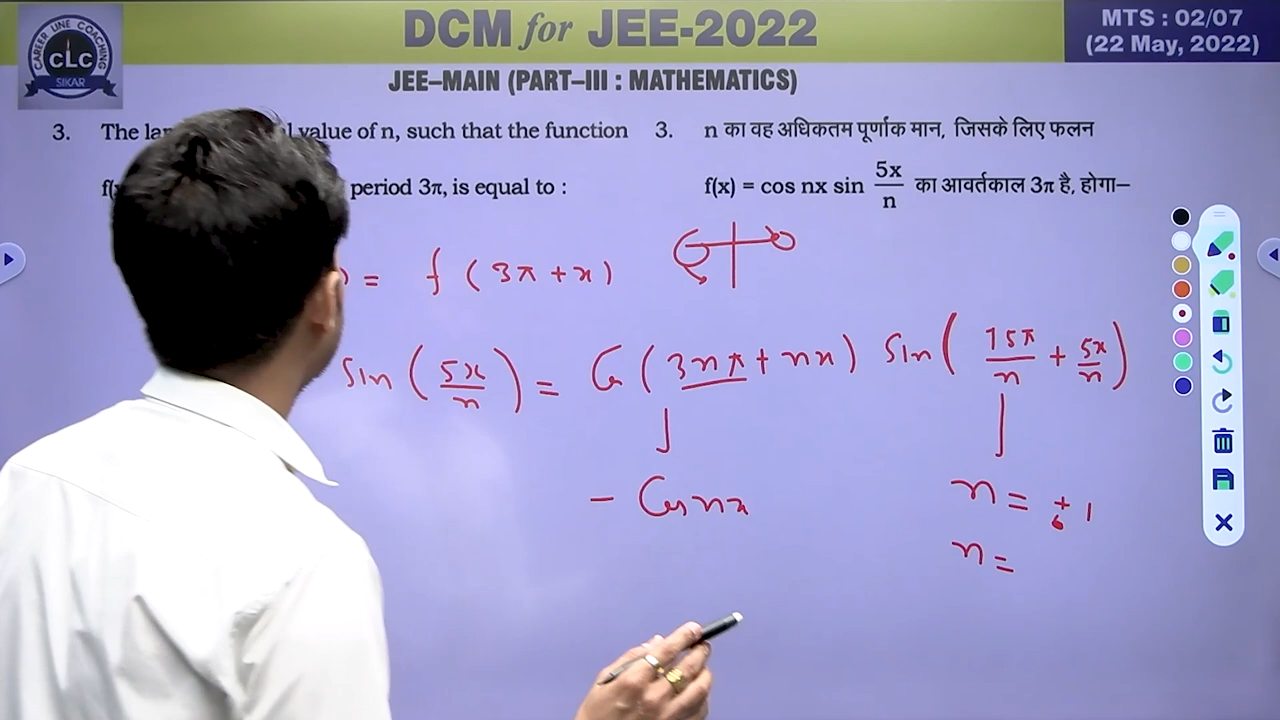 DCM for JEE-2022
MTS : 02/07
(22 May, 2022)
CAREER LINE COACHING
CLC
SIKAR
JEE–MAIN (PART–III : MATHEMATICS)
3. The value of n, such that the function
period 3π, is equal to :
3. n का वह अधिकतम पूर्णांक मान, जिसके लिए फलन
f(x) = cos nx sin 5x/n का आवर्तकाल 3π है, होगा–
= f (3π + x)
Sin (5x/n) = Cos (3nπ + nx) Sin (15π/n + 5x/n)
– Cos nx
n = ± 1
n =